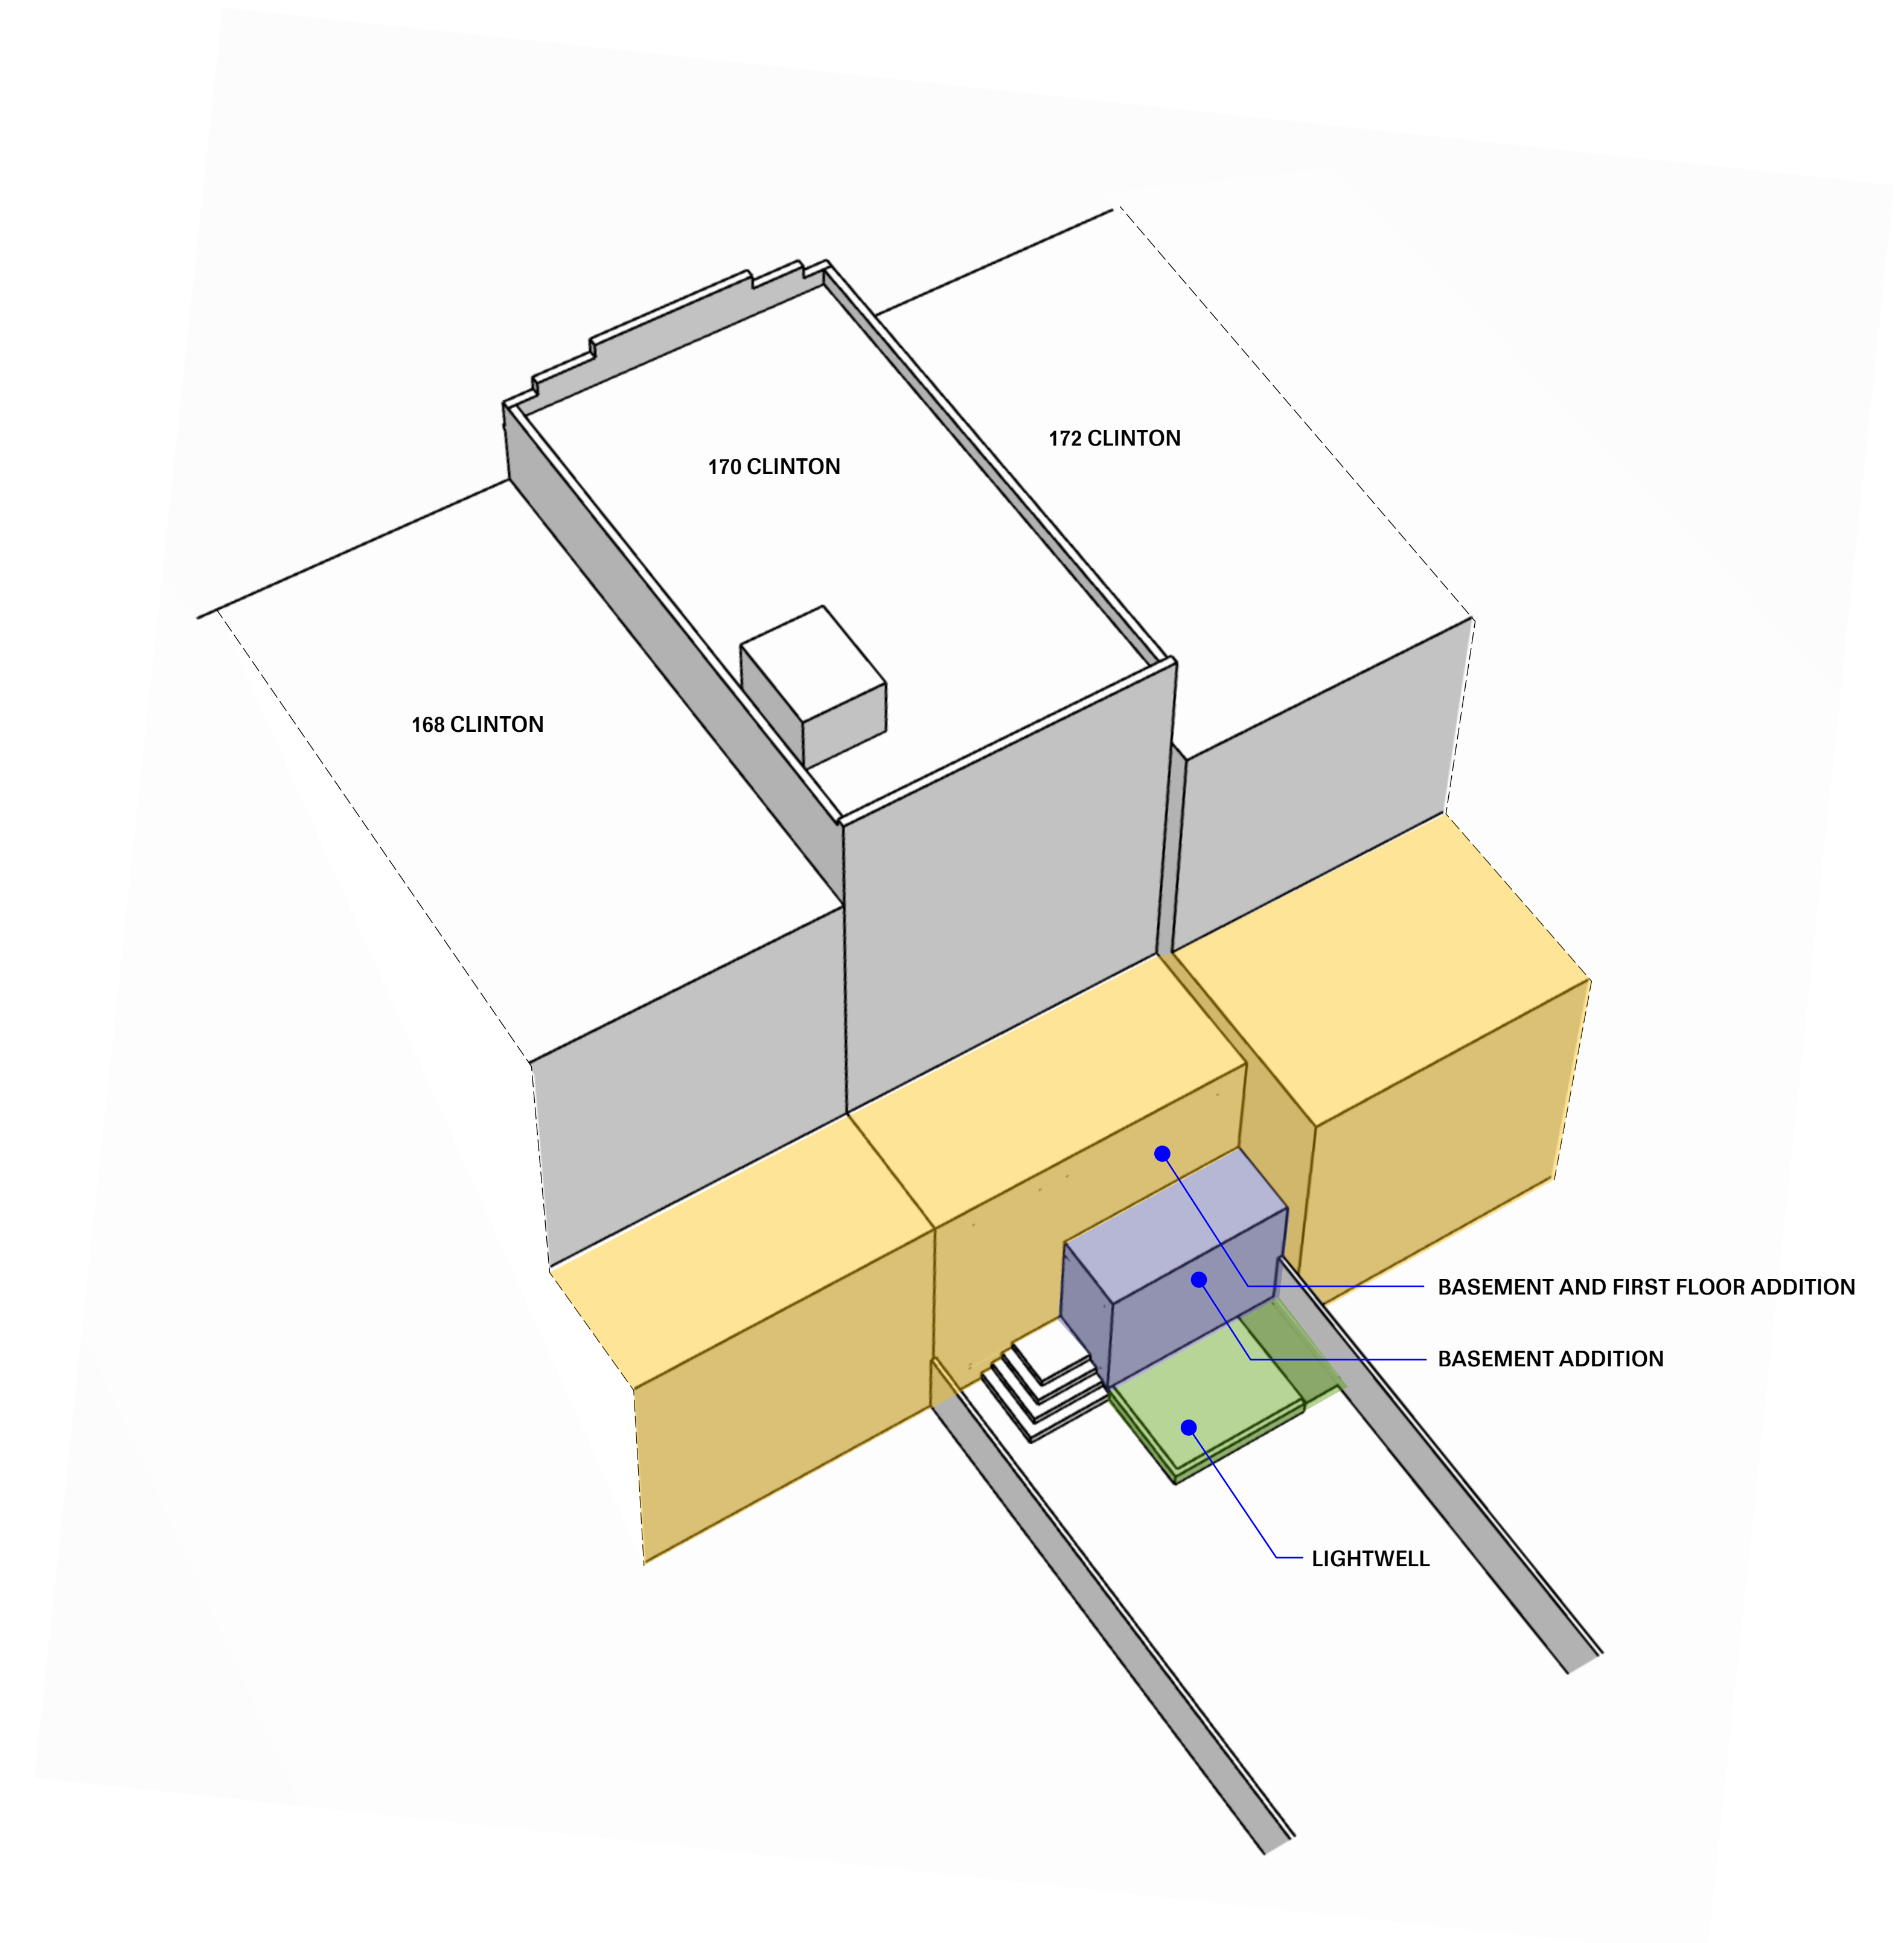 172 CLINTON
170 CLINTON
168 CLINTON
BASEMENT AND FIRST FLOOR ADDITION
BASEMENT ADDITION
LIGHTWELL